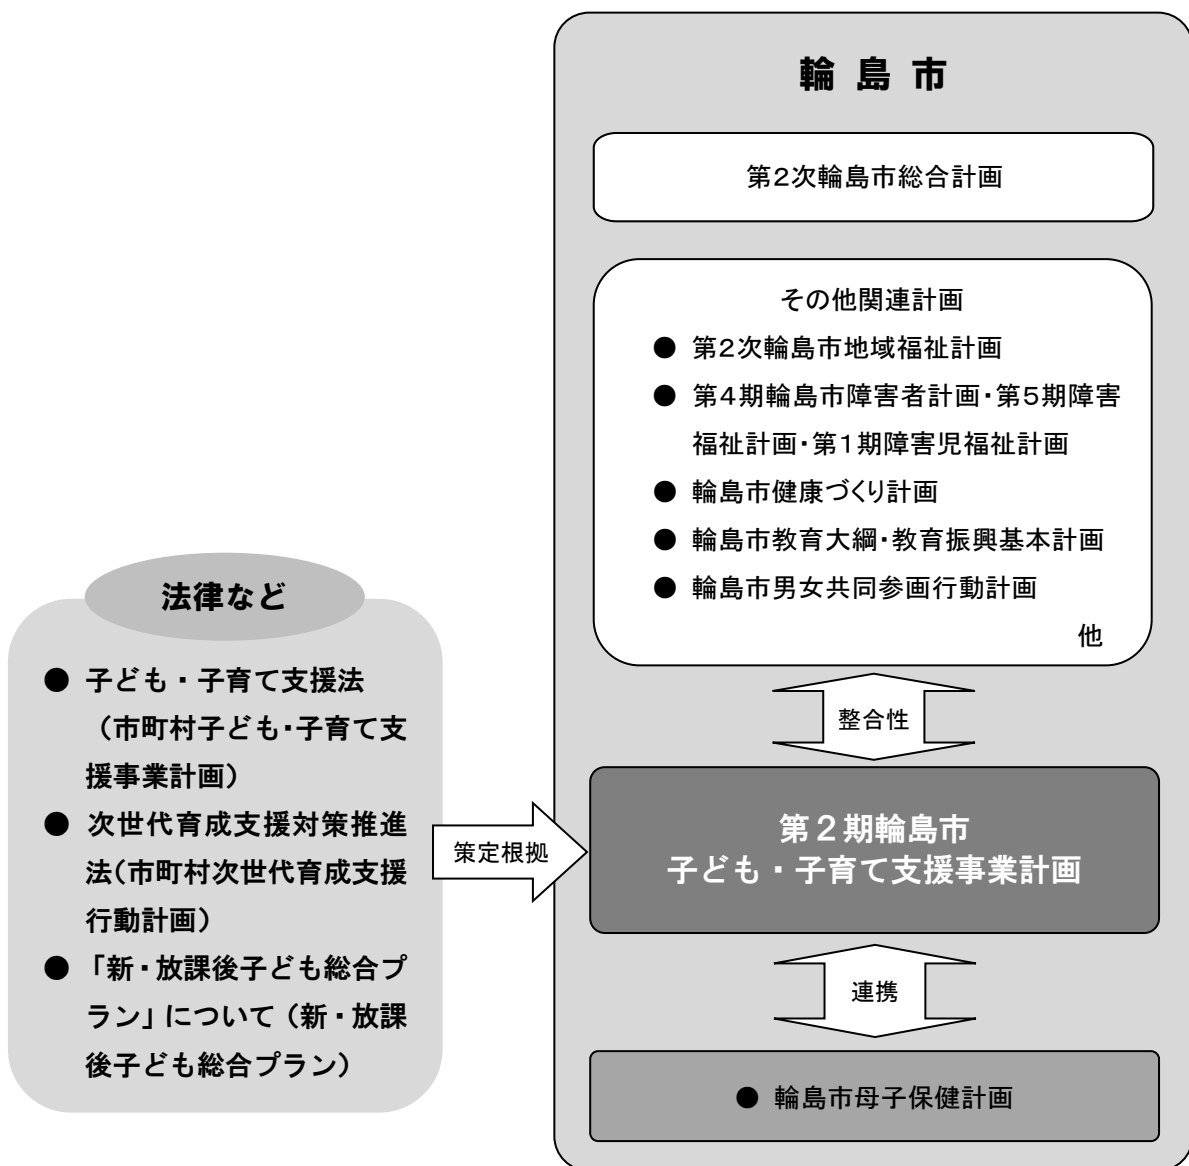 輪島市
第2次輪島市総合計画
その他関連計画
● 第2次輪島市地域福祉計画
● 第4期輪島市障害者計画・第5期障害
福祉計画・第1期障害児福祉計画
● 輪島市健康づくり計画
● 輪島市教育大綱・教育振興基本計画
● 輪島市男女共同参画行動計画
他
整合性
第2期輪島市
子ども・子育て支援事業計画
連携
● 輪島市母子保健計画
法律など
● 子ども・子育て支援法
(市町村子ども・子育て支
援事業計画)
● 次世代育成支援対策推進
法(市町村次世代育成支援
行動計画)
● 「新・放課後子ども総合プ
ラン」について(新・放課
後子ども総合プラン)
策定根拠